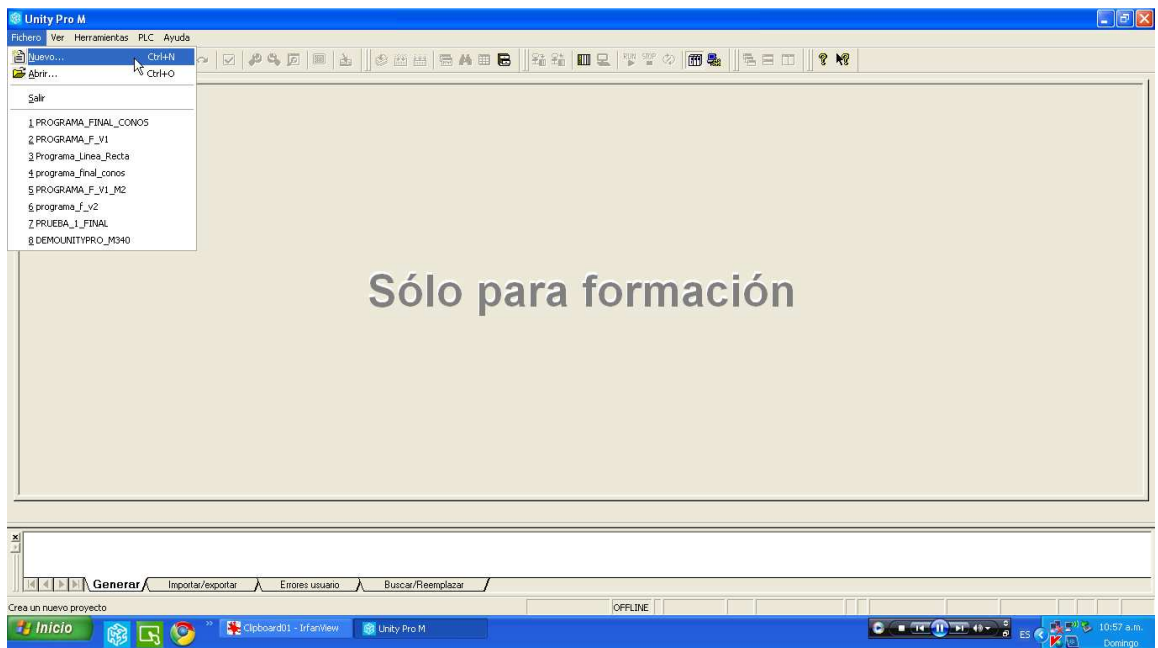 Unity Pro M
Fichero Ver Herramientas PLC Ayuda
Nuevo... Ctrl+N
Abrir... Ctrl+O
Salir
1 PROGRAMA_FINAL_CONOS
2 PROGRAMA_F_V1
3 Programa_Linea_Recta
4 programa_final_conos
5 PROGRAMA_F_V1_M2
6 programa_f_v2
7 PRUEBA_1_FINAL
8 DEMOUNITYPRO_M340
RUN STOP
Sólo para formación
Generar Importar/exportar Errores usuario Buscar/Reemplazar
Crea un nuevo proyecto OFFLINE
Inicio Clipboard01 - IrfanView Unity Pro M ES 10:57 a.m.
Domingo